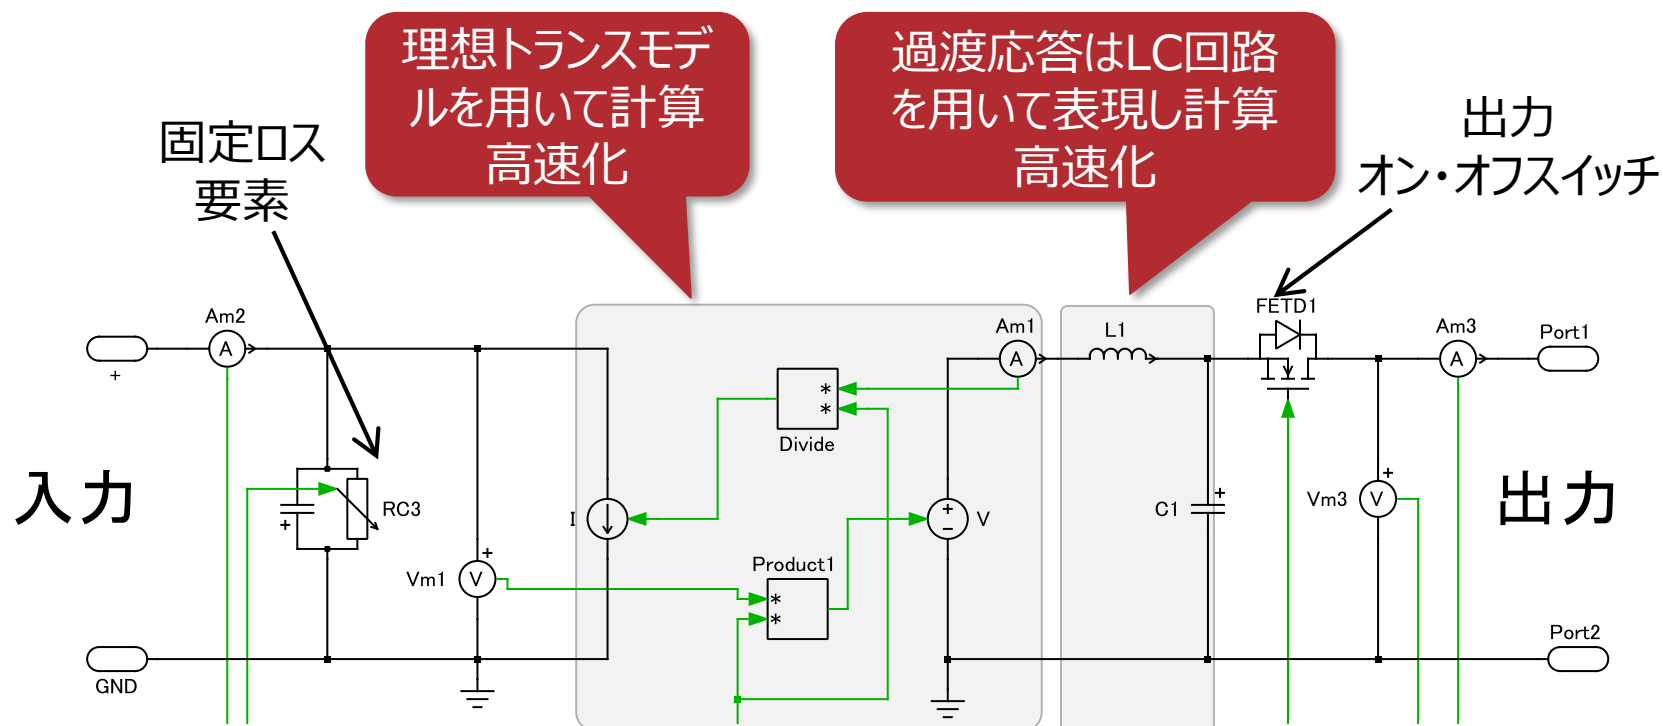 理想トランスモデ
ルを用いて計算
高速化
過渡応答はLC回路
を用いて表現し計算
高速化
固定ロス
要素
出力
オン・オフスイッチ
FETD1
Am2
A
+
Am1
A
L1
Am3
A
Port1
*
*
Divide
入力
+
RC3
I
+
-
V
+
C1
+
Vm3
V
出力
+
Vm1
V
Product1
*
*
GND
Port2